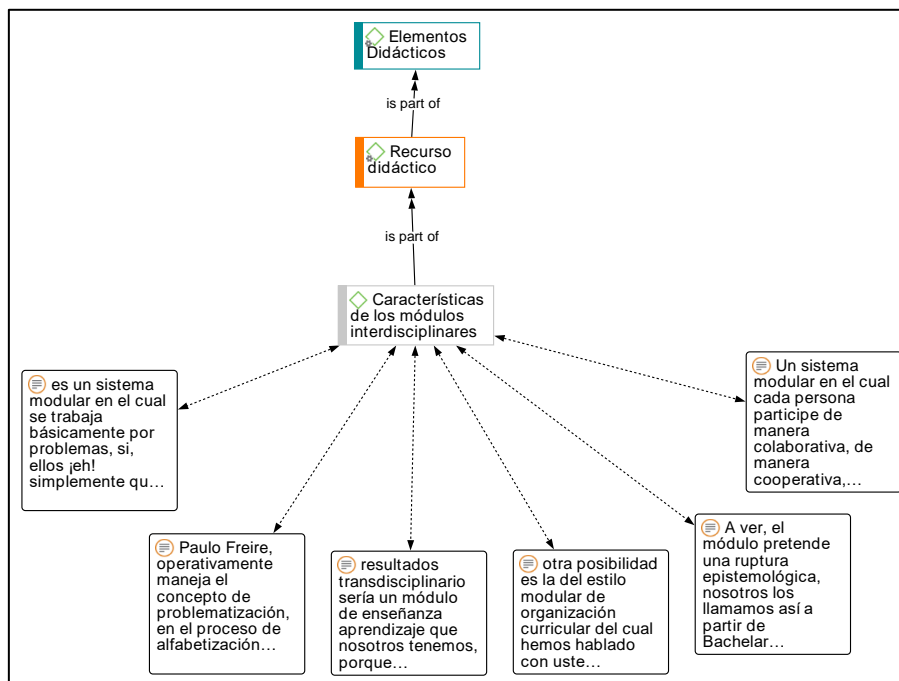 Elementos
Didácticos
is part of
Recurso
didáctico
is part of
Características
de los módulos
interdisciplinares
es un sistema
modular en el cual
se trabaja
básicamente por
problemas, si,
ellos ¡eh!
simplemente qu…
Un sistema
modular en el cual
cada persona
participe de
manera
colaborativa, de
manera
cooperativa,…
Paulo Freire,
operativamente
maneja el
concepto de
problematización,
en el proceso de
alfabetización…
resultados
transdisciplinario
sería un módulo
de enseñanza
aprendizaje que
nosotros tenemos,
porque…
otra posibilidad
es la del estilo
modular de
organización
curricular del cual
hemos hablado
con uste…
A ver, el
módulo pretende
una ruptura
epistemológica,
nosotros los
llamamos así a
partir de
Bachelar…